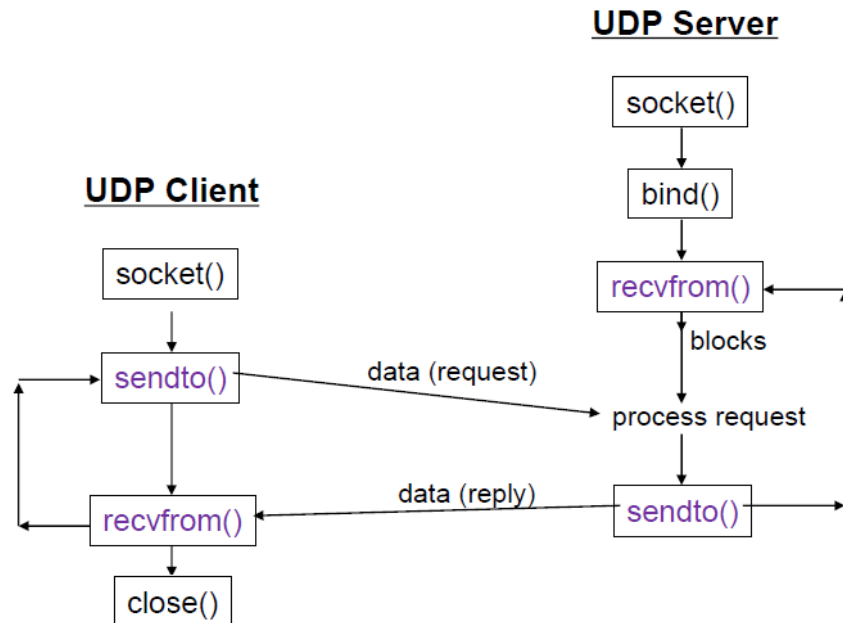 UDP Server
socket()
bind()
UDP Client
socket()
recvfrom()
blocks
sendto()
data (request)
process request
data (reply)
recvfrom()
sendto()
close()